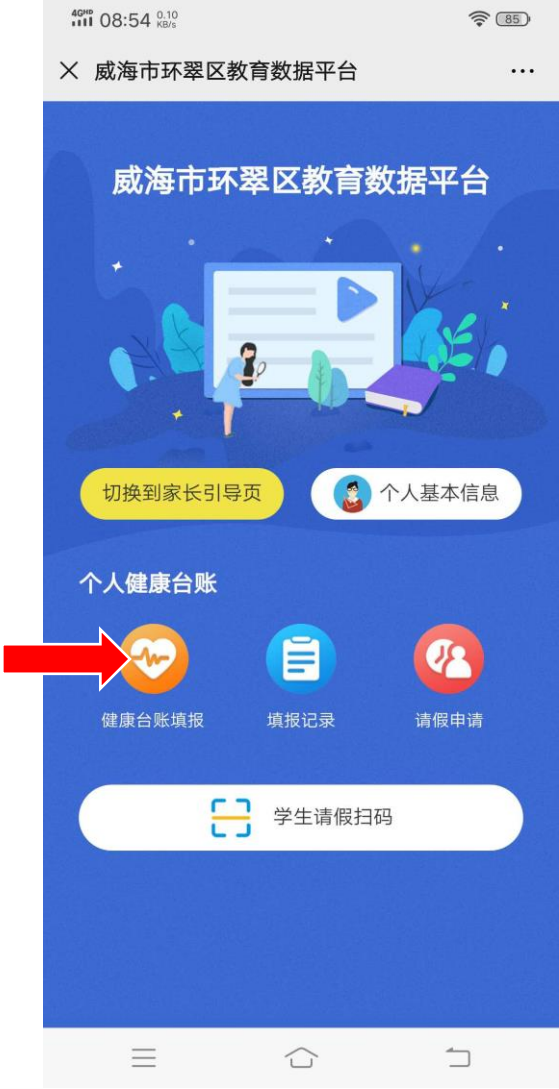 4GHD 08:54 0.10 KB/s 85
威海市环翠区教育数据平台
威海市环翠区教育数据平台
切换到家长引导页 个人基本信息
个人健康台账
健康台账填报 填报记录 请假申请
学生请假扫码